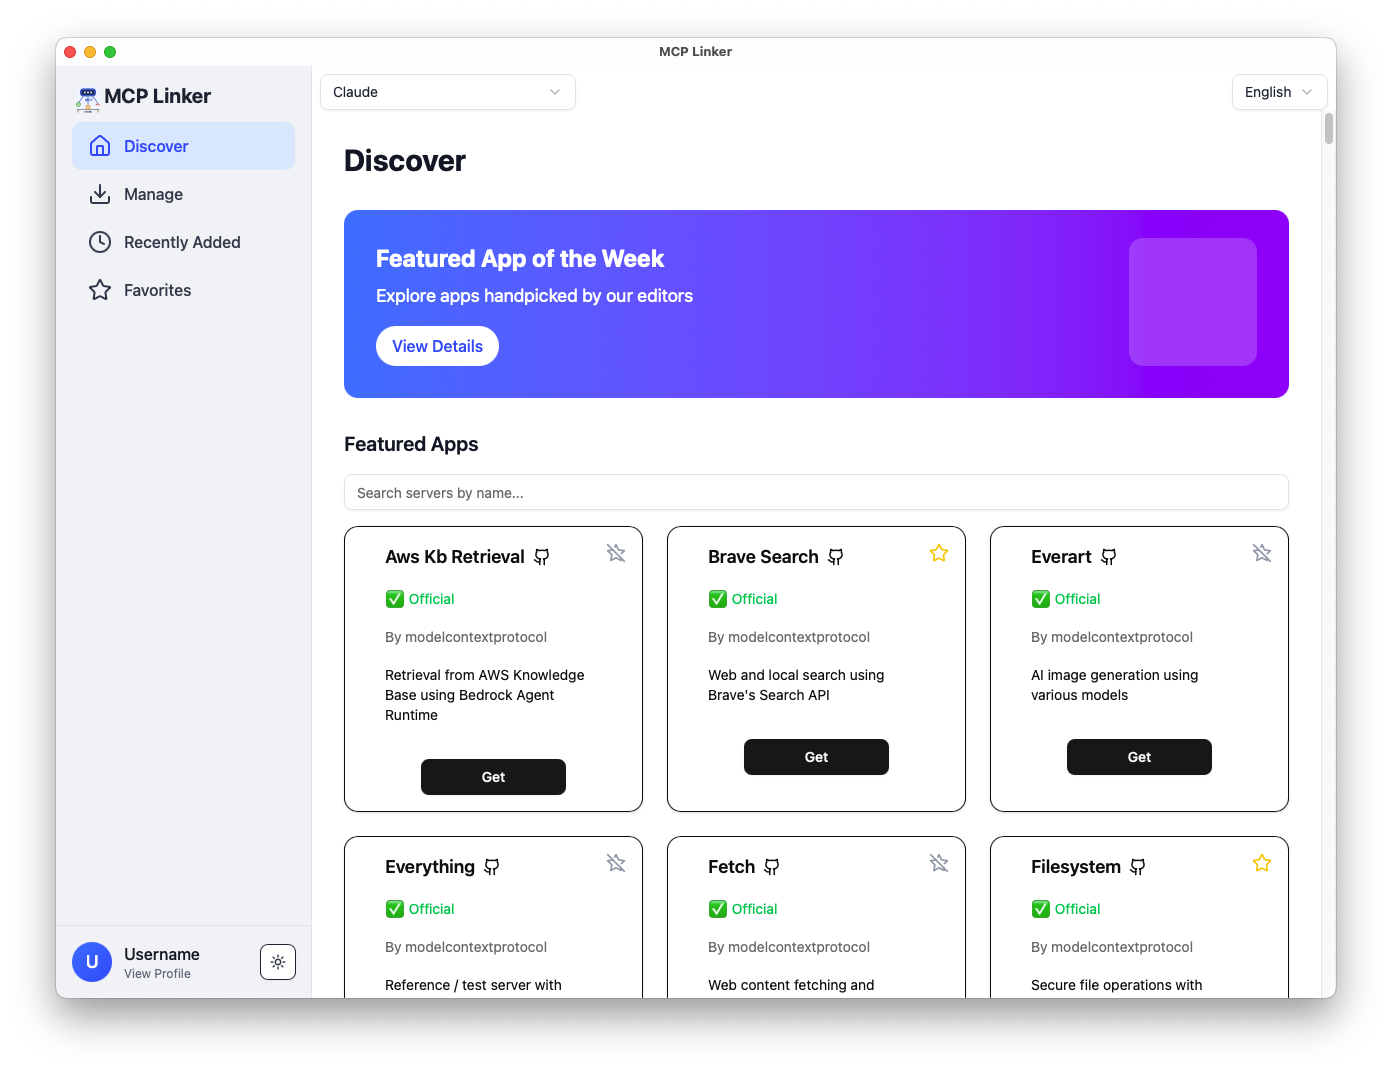 MCP Linker
MCP Linker
Discover
Manage
Recently Added
Favorites
Username
View Profile
U
Claude
English
Discover
Featured App of the Week
Explore apps handpicked by our editors
View Details
Featured Apps
Search servers by name...
Aws Kb Retrieval
✅ Official
By modelcontextprotocol
Retrieval from AWS Knowledge
Base using Bedrock Agent
Runtime
Get
Brave Search
✅ Official
By modelcontextprotocol
Web and local search using
Brave's Search API
Get
Everart
✅ Official
By modelcontextprotocol
AI image generation using
various models
Get
Everything
✅ Official
By modelcontextprotocol
Reference / test server with
Fetch
✅ Official
By modelcontextprotocol
Web content fetching and
Filesystem
✅ Official
By modelcontextprotocol
Secure file operations with